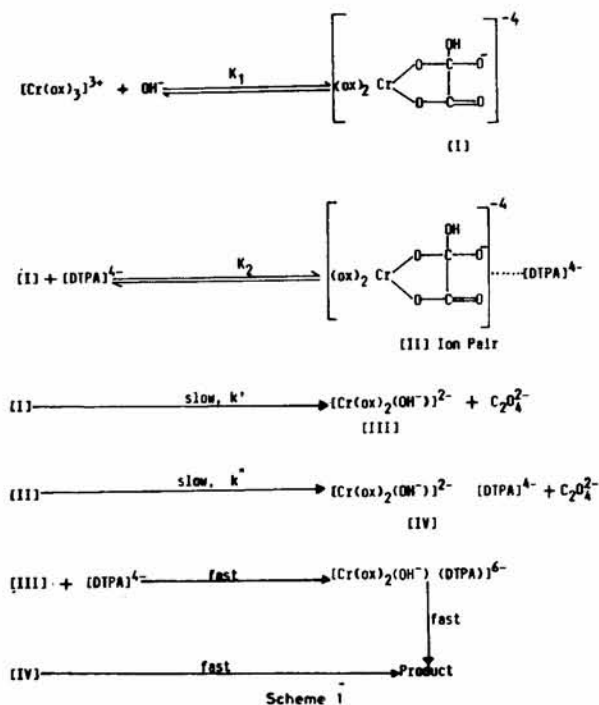 [Cr(ox)₃]³⁺ + OH⁻ K₁ (ox)₂ Cr O O C C OH O⁻ O -4
[I]
[I] + [DTPA]⁴⁻ K₂ (ox)₂ Cr O O C C OH O⁻ O -4 ......[DTPA]⁴⁻
[II] Ion Pair
[I] slow, k' [Cr(ox)₂(OH⁻)]²⁻ + C₂O₄²⁻
[III]
[II] slow, k" [Cr(ox)₂(OH⁻)]²⁻ [DTPA]⁴⁻ + C₂O₄²⁻
[IV]
[III] + [DTPA]⁴⁻ fast [Cr(ox)₂(OH⁻) (DTPA)]⁶⁻
fast
[IV] fast Product
Scheme 1